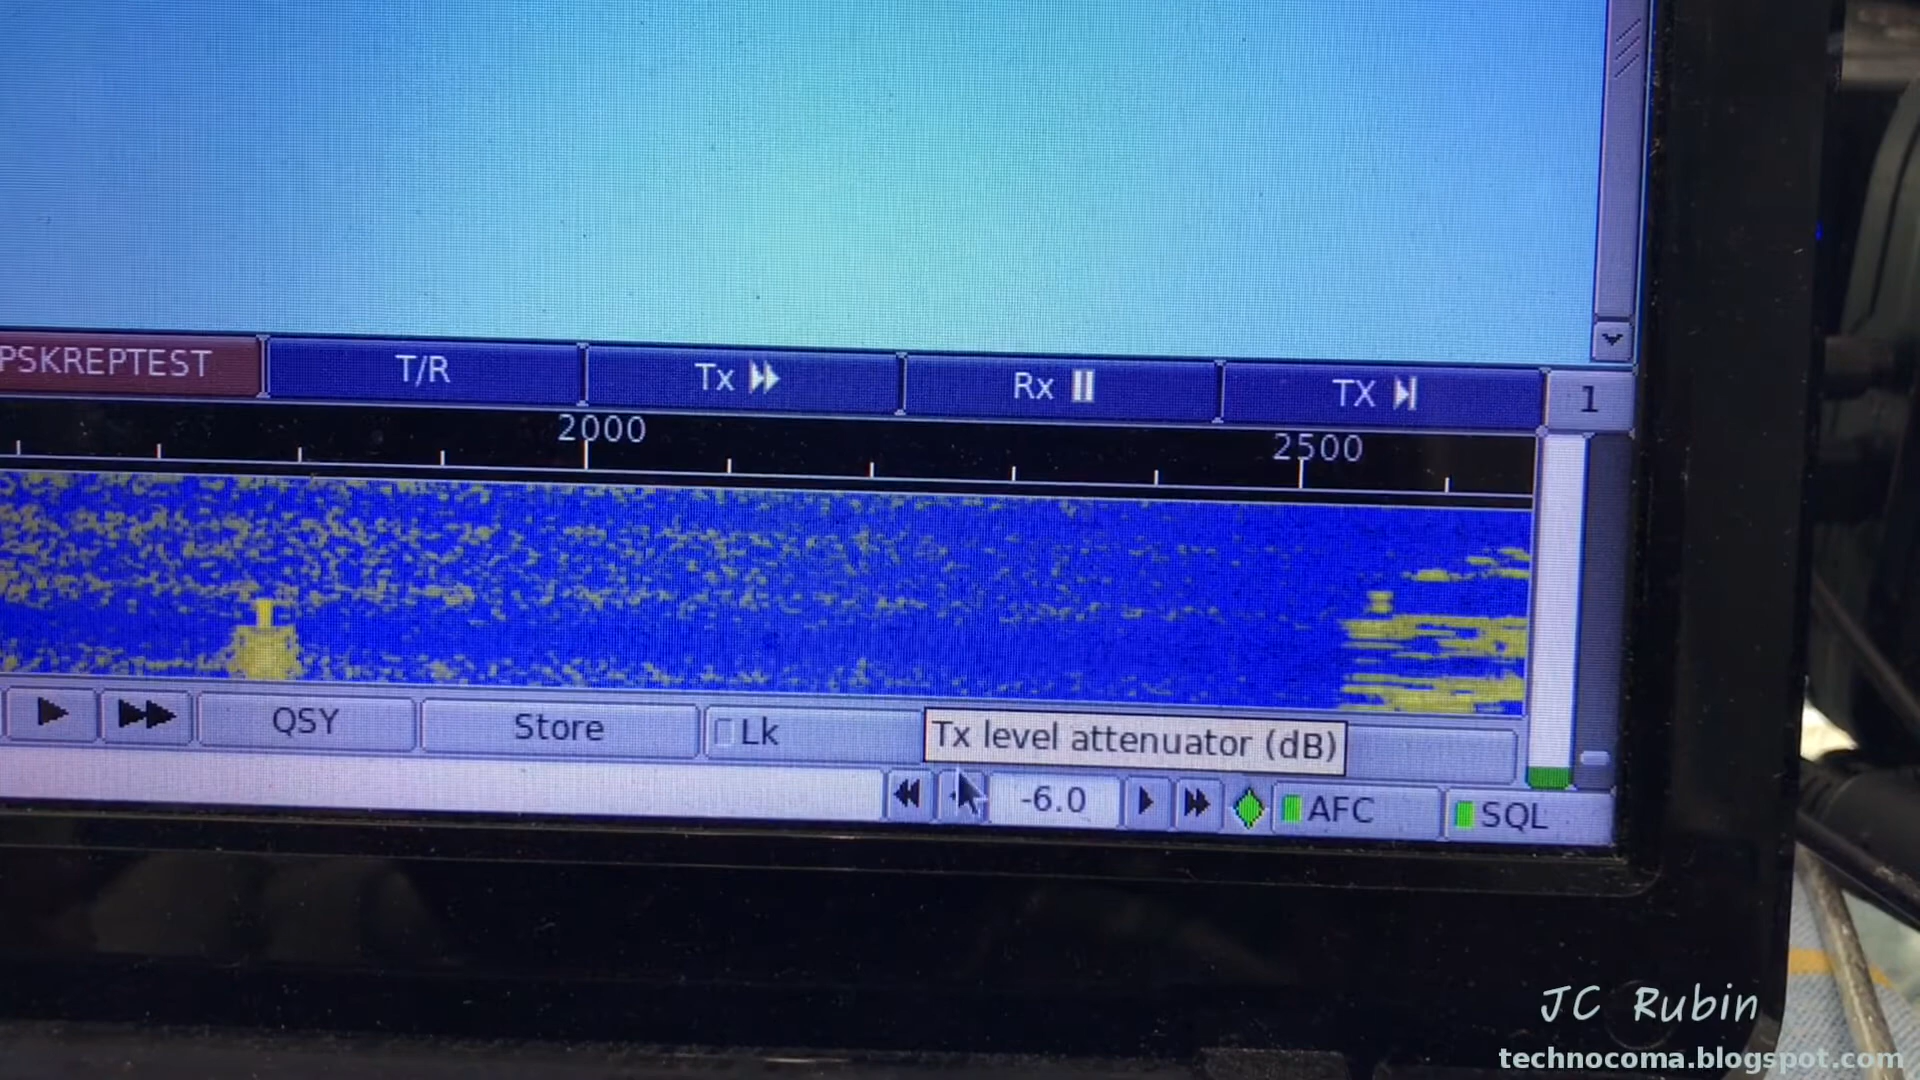 PSKREPTEST T/R Tx Rx TX 1
2000 2500
QSY Store Lk Tx level attenuator (dB)
-6.0 AFC SQL
JC Rubin
technocoma.blogspot.com